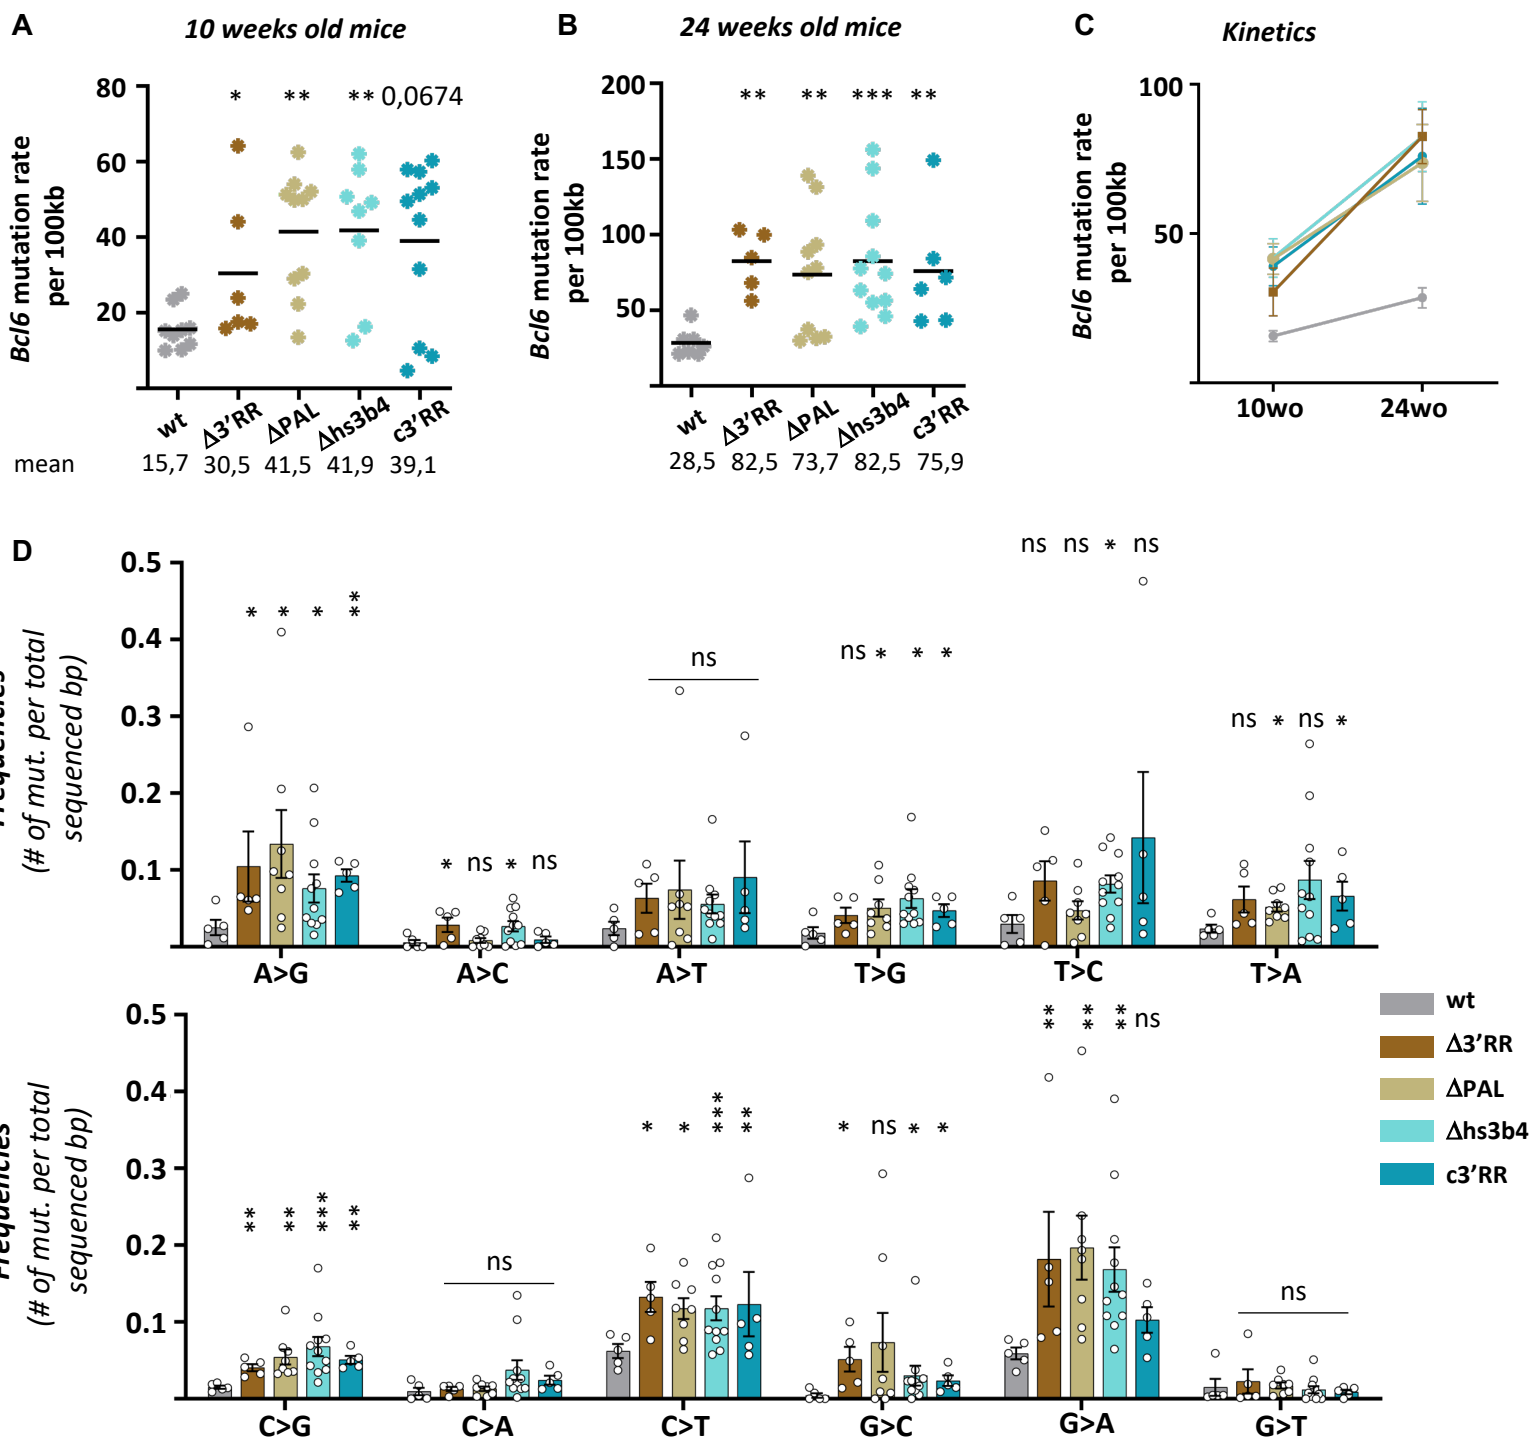 A
10 weeks old mice
B
24 weeks old mice
C
Kinetics
Bcl6 mutation rate
per 100kb
80
60
40
20
*
**
**
0,0674
wt
Δ3'RR
ΔPAL
Δhs3b4
c3'RR
mean
15,7
30,5
41,5
41,9
39,1
Bcl6 mutation rate
per 100kb
200
150
100
50
**
**
***
**
wt
Δ3'RR
ΔPAL
Δhs3b4
c3'RR
28,5
82,5
73,7
82,5
75,9
Bcl6 mutation rate
per 100kb
100
50
10wo
24wo
D
Frequencies
(# of mut. per total
sequenced bp)
0.5
0.4
0.3
0.2
0.1
* * * **
* ns * ns
ns
ns * * *
ns ns * ns
ns * ns *
A>G
A>C
A>T
T>G
T>C
T>A
Frequencies
(# of mut. per total
sequenced bp)
0.5
0.4
0.3
0.2
0.1
** ** *** **
ns
* * *** **
* ns * *
** ** ** ns
ns
C>G
C>A
C>T
G>C
G>A
G>T
wt
Δ3'RR
ΔPAL
Δhs3b4
c3'RR